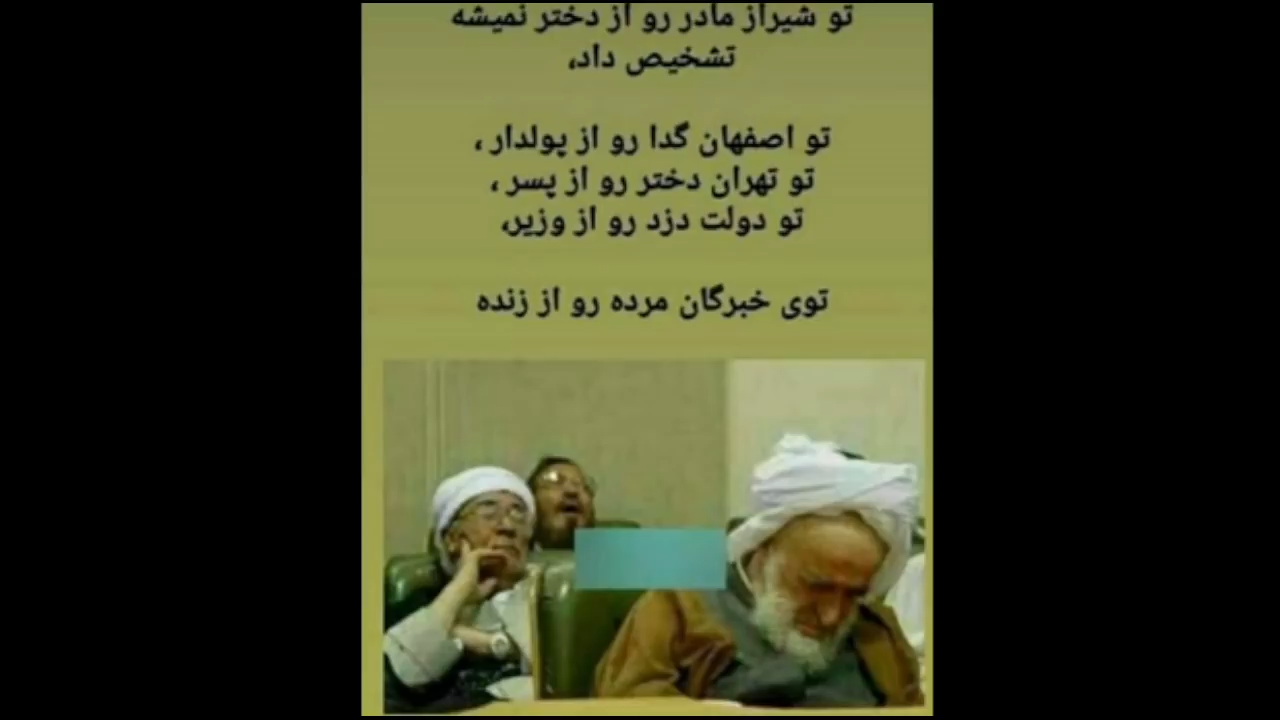 تو شیراز مادر رو از دختر نمیشه
تشخیص داد،
تو اصفهان گدا رو از پولدار ،
تو تهران دختر رو از پسر ،
تو دولت دزد رو از وزیر،
توی خبرگان مرده رو از زنده